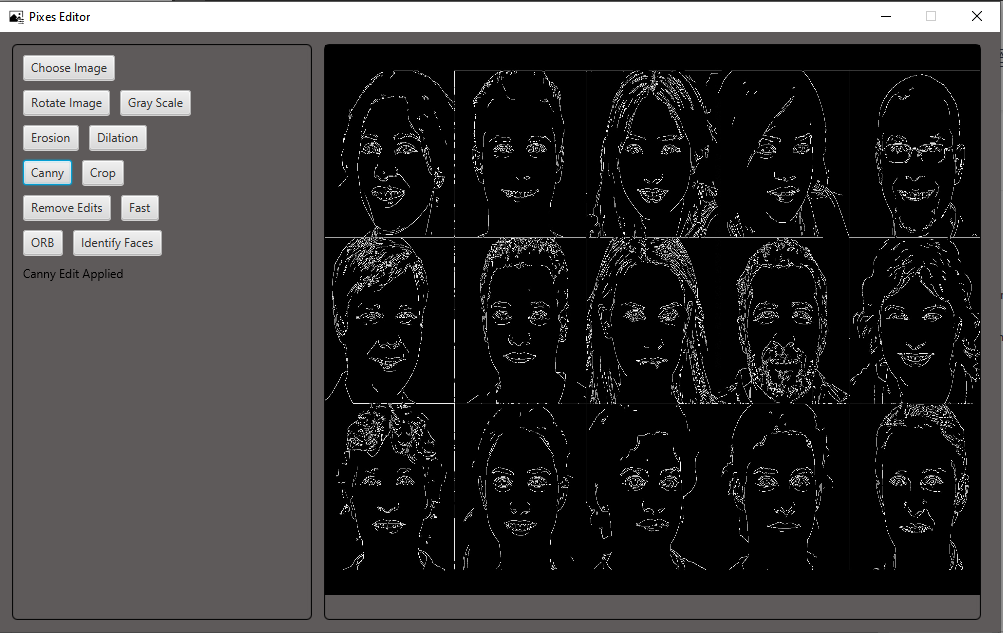 Pixes Editor
Choose Image
Rotate Image Gray Scale
Erosion Dilation
Canny Crop
Remove Edits Fast
ORB Identify Faces
Canny Edit Applied